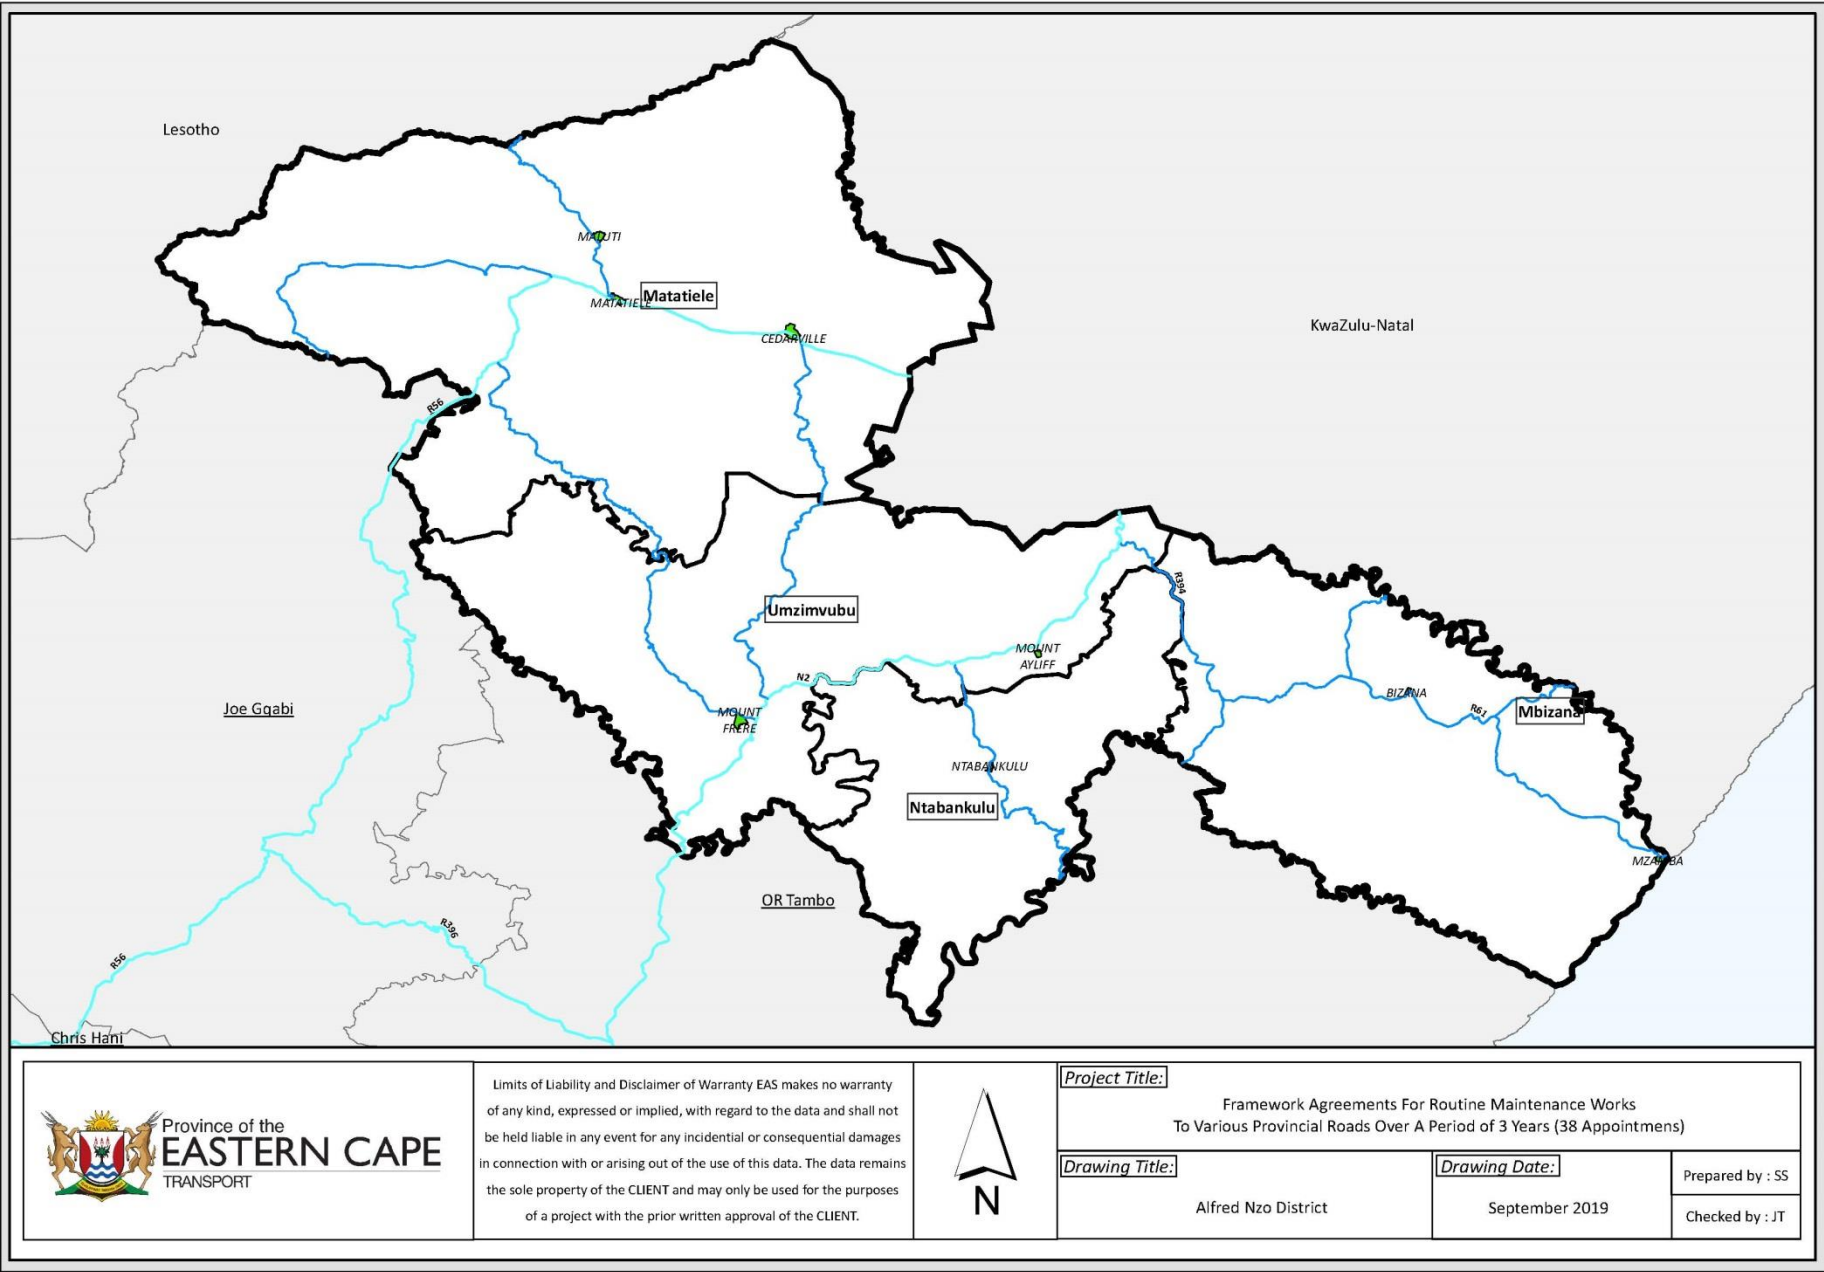 Lesotho
MALUTI
MATATIELE
Matatiele
CEDARVILLE
KwaZulu-Natal
R56
R394
Umzimvubu
MOUNT
AYLIFF
N2
Joe Gqabi
MOUNT
FRERE
BIZANA
R61
Mbizana
NTABANKULU
Ntabankulu
MZAMBA
OR Tambo
R396
R56
Chris Hani
Province of the
EASTERN CAPE
TRANSPORT
Limits of Liability and Disclaimer of Warranty EAS makes no warranty
of any kind, expressed or implied, with regard to the data and shall not
be held liable in any event for any incidental or consequential damages
in connection with or arising out of the use of this data. The data remains
the sole property of the CLIENT and may only be used for the purposes
of a project with the prior written approval of the CLIENT.
N
Project Title:
Framework Agreements For Routine Maintenance Works
To Various Provincial Roads Over A Period of 3 Years (38 Appointmens)
Drawing Title:
Alfred Nzo District
Drawing Date:
September 2019
Prepared by : SS
Checked by : JT